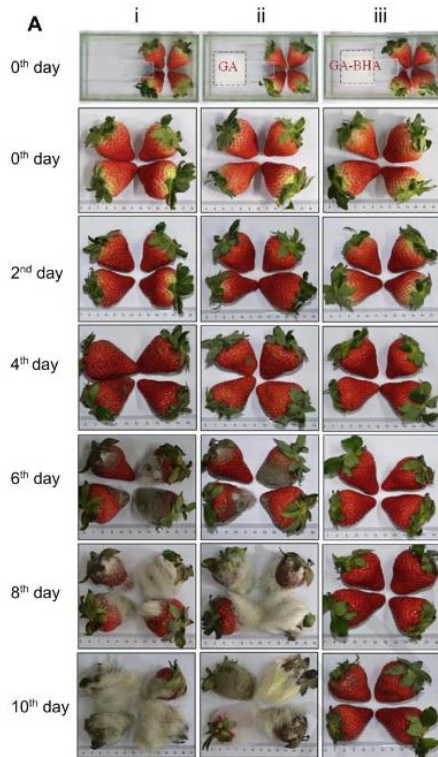 A
i ii iii
0th day
GA GA-BHA
0th day
2nd day
4th day
6th day
8th day
10th day